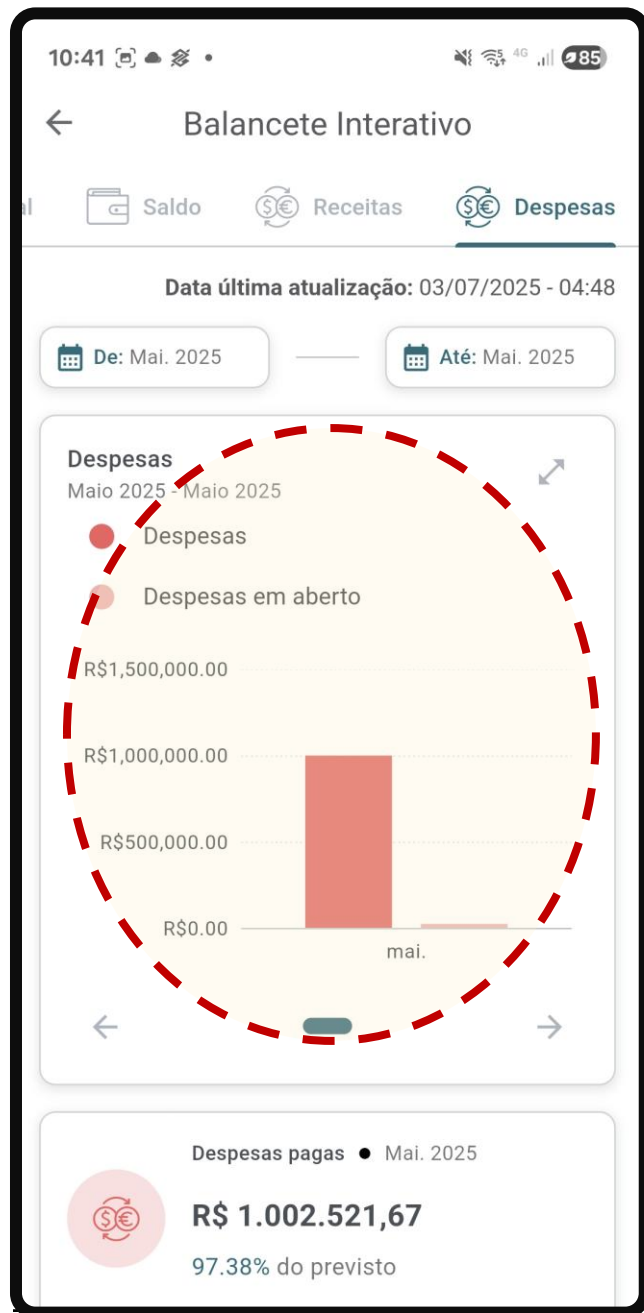 10:41
4G
85
Balancete Interativo
al Saldo Receitas Despesas
Data última atualização: 03/07/2025 - 04:48
De: Mai. 2025
Até: Mai. 2025
Despesas
Maio 2025 - Maio 2025
Despesas
Despesas em aberto
R$1,500,000.00
R$1,000,000.00
R$500,000.00
R$0.00
mai.
Despesas pagas ● Mai. 2025
R$ 1.002.521,67
97.38% do previsto